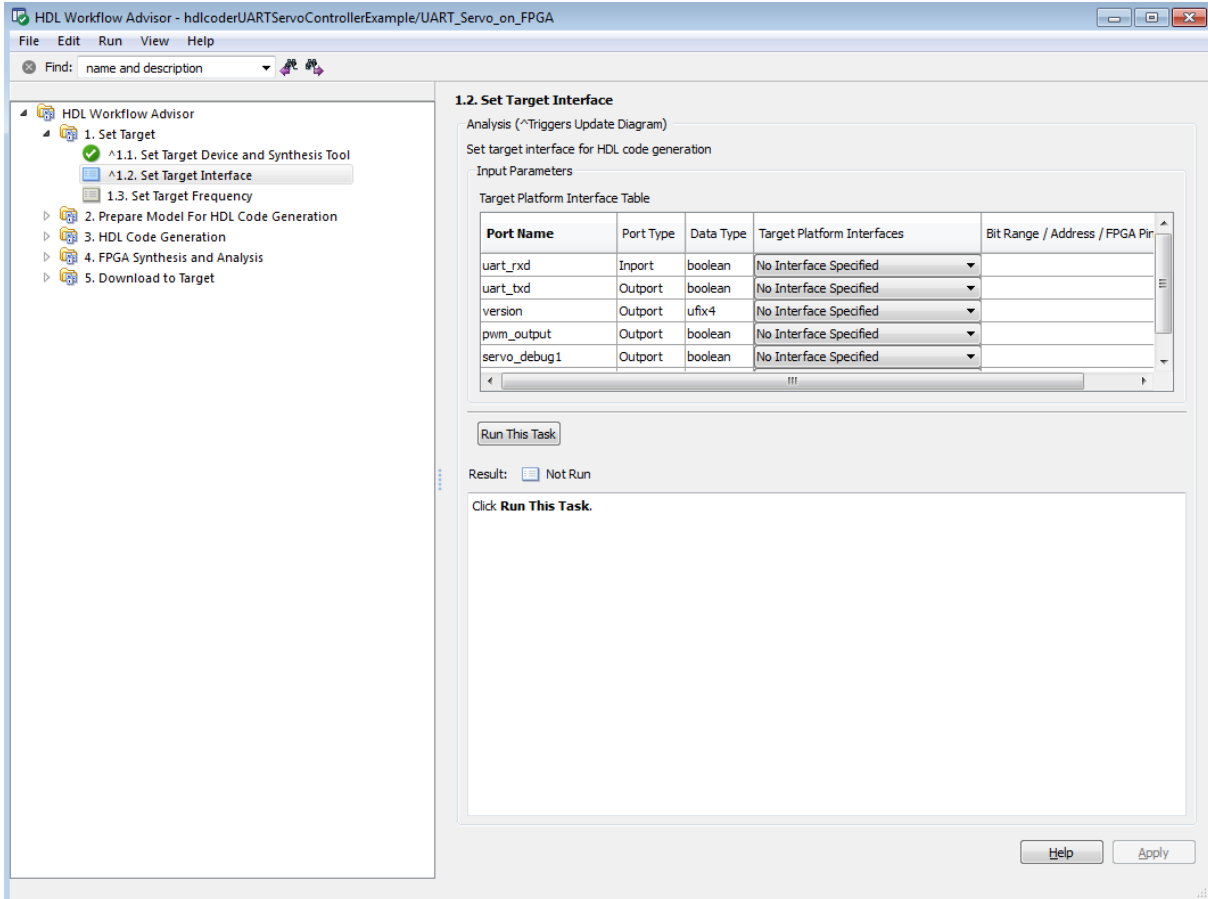 HDL Workflow Advisor - hdlcoderUARTServoControllerExample/UART_Servo_on_FPGA
File Edit Run View Help
Find: name and description
HDL Workflow Advisor
1. Set Target
^1.1. Set Target Device and Synthesis Tool
^1.2. Set Target Interface
1.3. Set Target Frequency
2. Prepare Model For HDL Code Generation
3. HDL Code Generation
4. FPGA Synthesis and Analysis
5. Download to Target
1.2. Set Target Interface
Analysis (^Triggers Update Diagram)
Set target interface for HDL code generation
Input Parameters
Target Platform Interface Table
Port Name Port Type Data Type Target Platform Interfaces Bit Range / Address / FPGA Pin
uart_rxd Inport boolean No Interface Specified
uart_txd Outport boolean No Interface Specified
version Outport ufix4 No Interface Specified
pwm_output Outport boolean No Interface Specified
servo_debug1 Outport boolean No Interface Specified
Run This Task
Result: Not Run
Click Run This Task.
Help Apply